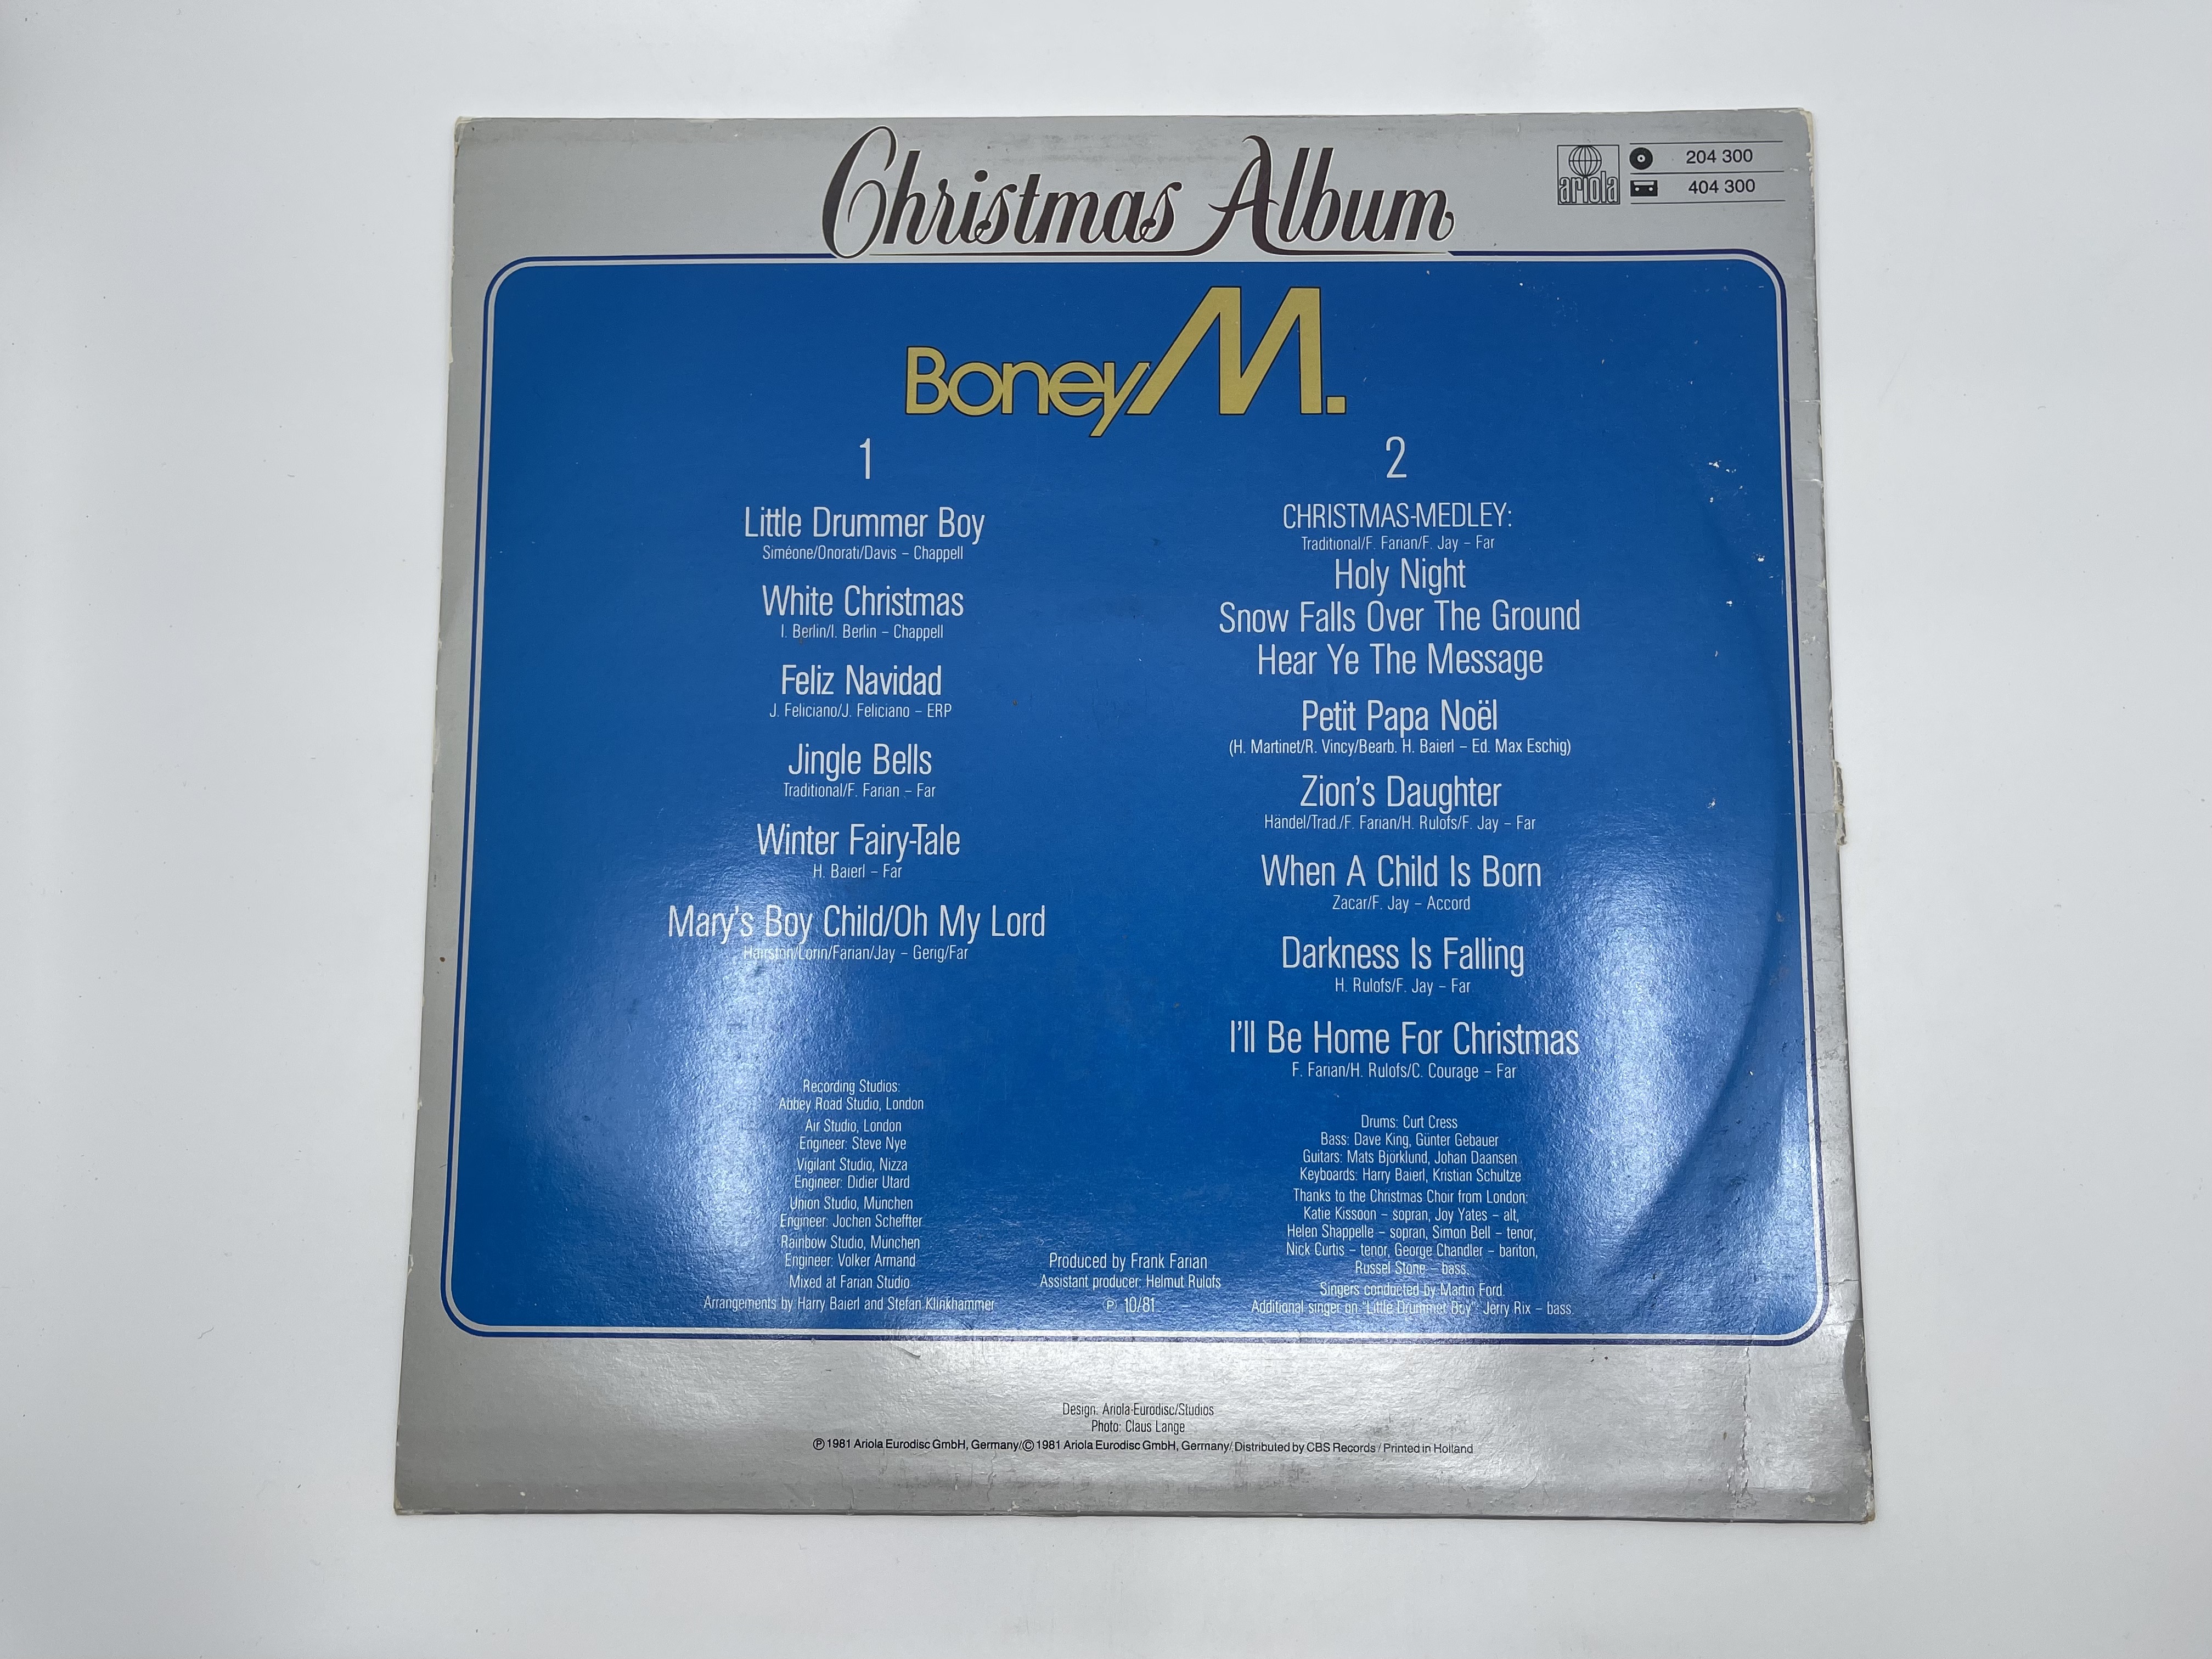 Christmas Album
ariola
204 300
404 300
Boney M.
1
Little Drummer Boy
Siméone/Onorati/Davis – Chappell
White Christmas
I. Berlin/I. Berlin – Chappell
Feliz Navidad
J. Feliciano/J. Feliciano – ERP
Jingle Bells
Traditional/F. Farian – Far
Winter Fairy-Tale
H. Baierl – Far
Mary's Boy Child/Oh My Lord
Hairston/Lorin/Farian/Jay – Gerig/Far
Recording Studios:
Abbey Road Studio, London
Air Studio, London
Engineer: Steve Nye
Vigilant Studio, Nizza
Engineer: Didier Utard
Union Studio, München
Engineer: Jochen Scheffter
Rainbow Studio, München
Engineer: Volker Armand
Mixed at Farian Studio
Arrangements by Harry Baierl and Stefan Klinkhammer
Produced by Frank Farian
Assistant producer: Helmut Rulofs
℗ 10/81
2
CHRISTMAS-MEDLEY:
Traditional/F. Farian/F. Jay – Far
Holy Night
Snow Falls Over The Ground
Hear Ye The Message
Petit Papa Noël
(H. Martinet/R. Vincy/Bearb. H. Baierl – Ed. Max Eschig)
Zion's Daughter
Händel/Trad./F. Farian/H. Rulofs/F. Jay – Far
When A Child Is Born
Zacar/F. Jay – Accord
Darkness Is Falling
H. Rulofs/F. Jay – Far
I'll Be Home For Christmas
F. Farian/H. Rulofs/C. Courage – Far
Drums: Curt Cress
Bass: Dave King, Günter Gebauer
Guitars: Mats Björklund, Johan Daansen
Keyboards: Harry Baierl, Kristian Schultze
Thanks to the Christmas Choir from London:
Katie Kissoon – sopran, Joy Yates – alt,
Helen Shappelle – sopran, Simon Bell – tenor,
Nick Curtis – tenor, George Chandler – bariton,
Russel Stone – bass.
Singers conducted by Martin Ford
Additional singer on "Little Drummer Boy": Jerry Rix – bass.
Design: Ariola-Eurodisc/Studios
Photo: Claus Lange
℗ 1981 Ariola Eurodisc GmbH, Germany/© 1981 Ariola Eurodisc GmbH, Germany/Distributed by CBS Records / Printed in Holland